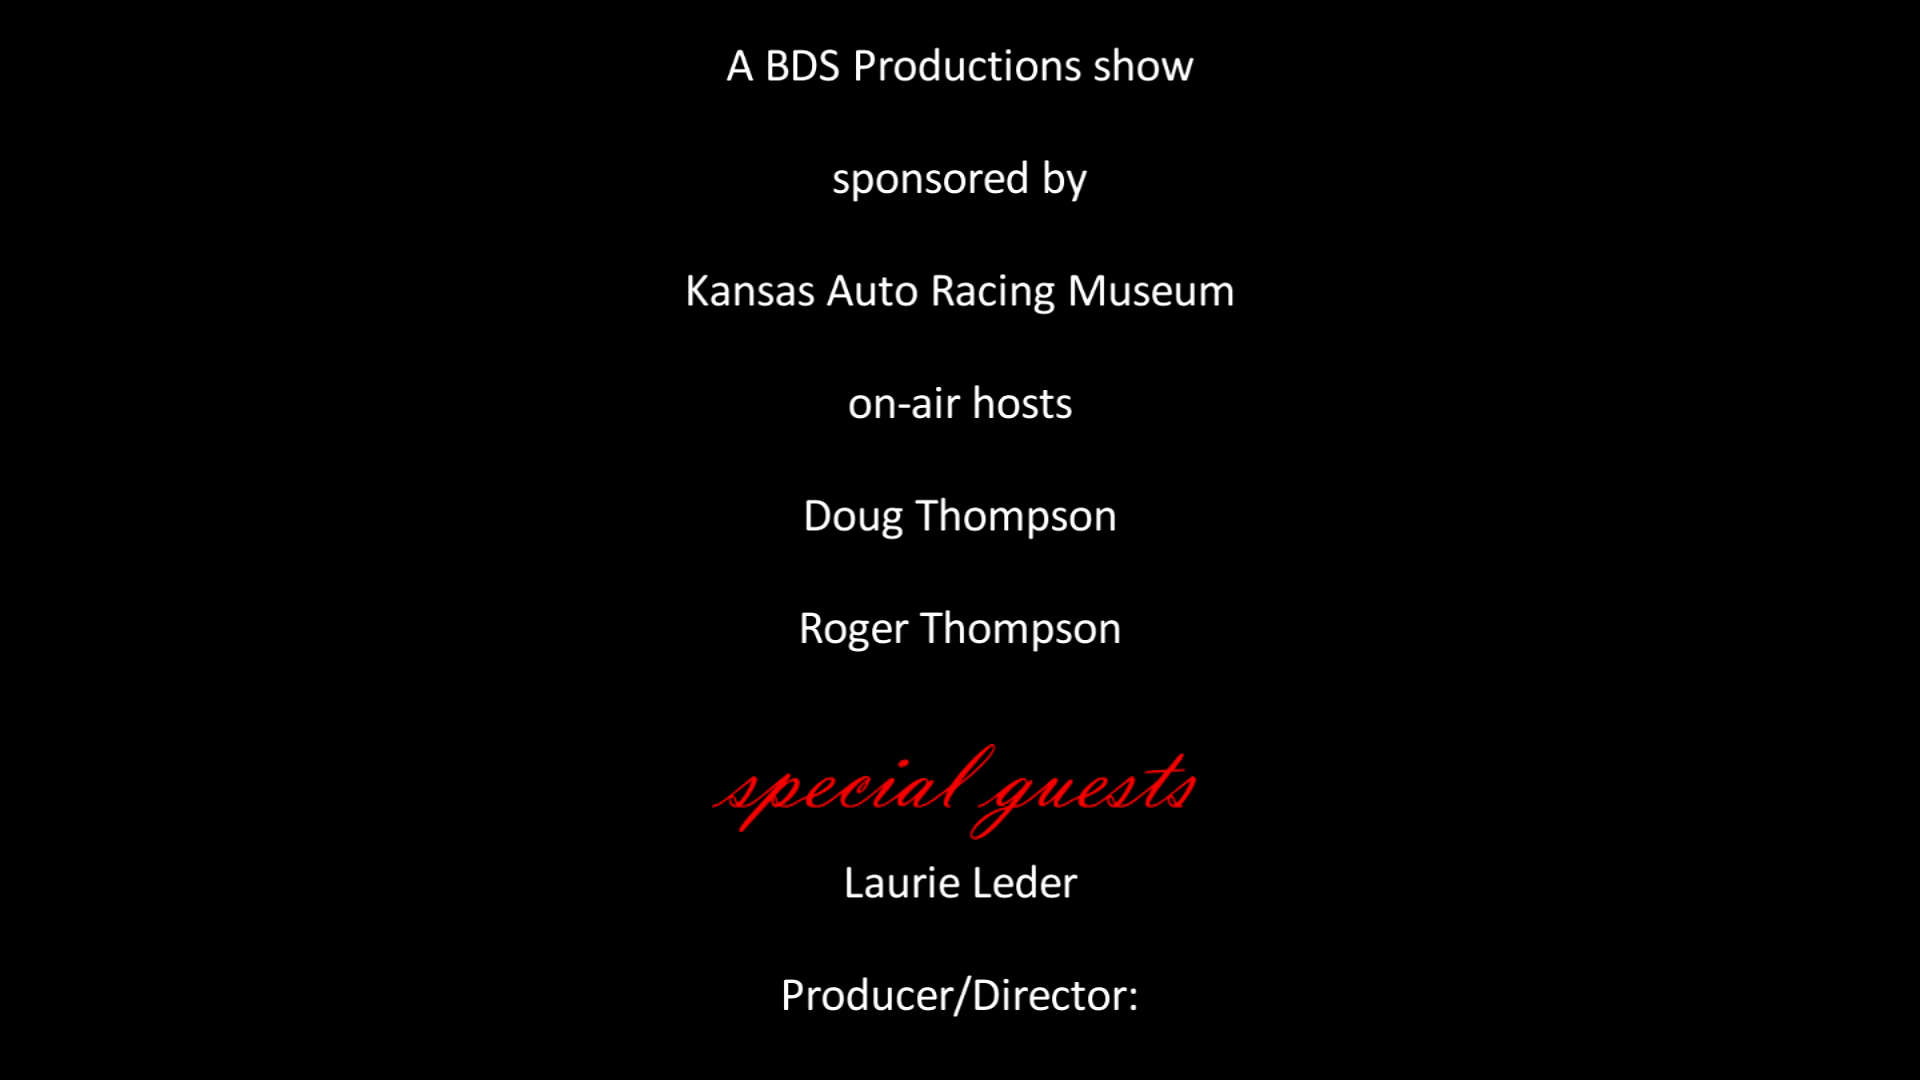 A BDS Productions show
sponsored by
Kansas Auto Racing Museum
on-air hosts
Doug Thompson
Roger Thompson
special guests
Laurie Leder
Producer/Director: